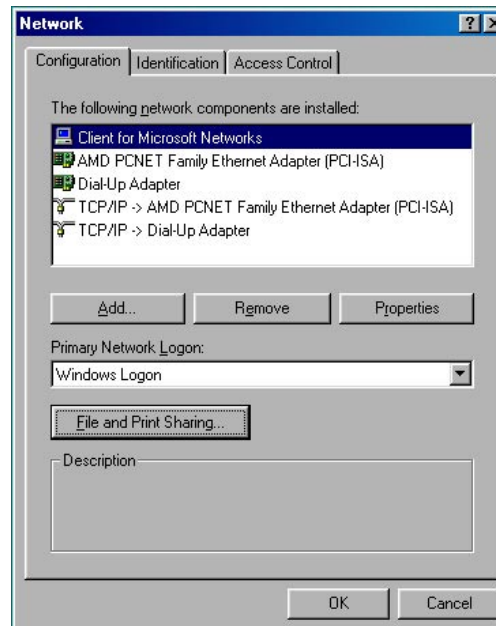 Network
Configuration Identification Access Control
The following network components are installed:
Client for Microsoft Networks
AMD PCNET Family Ethernet Adapter (PCI-ISA)
Dial-Up Adapter
TCP/IP -> AMD PCNET Family Ethernet Adapter (PCI-ISA)
TCP/IP -> Dial-Up Adapter
Add... Remove Properties
Primary Network Logon:
Windows Logon
File and Print Sharing...
Description
OK Cancel